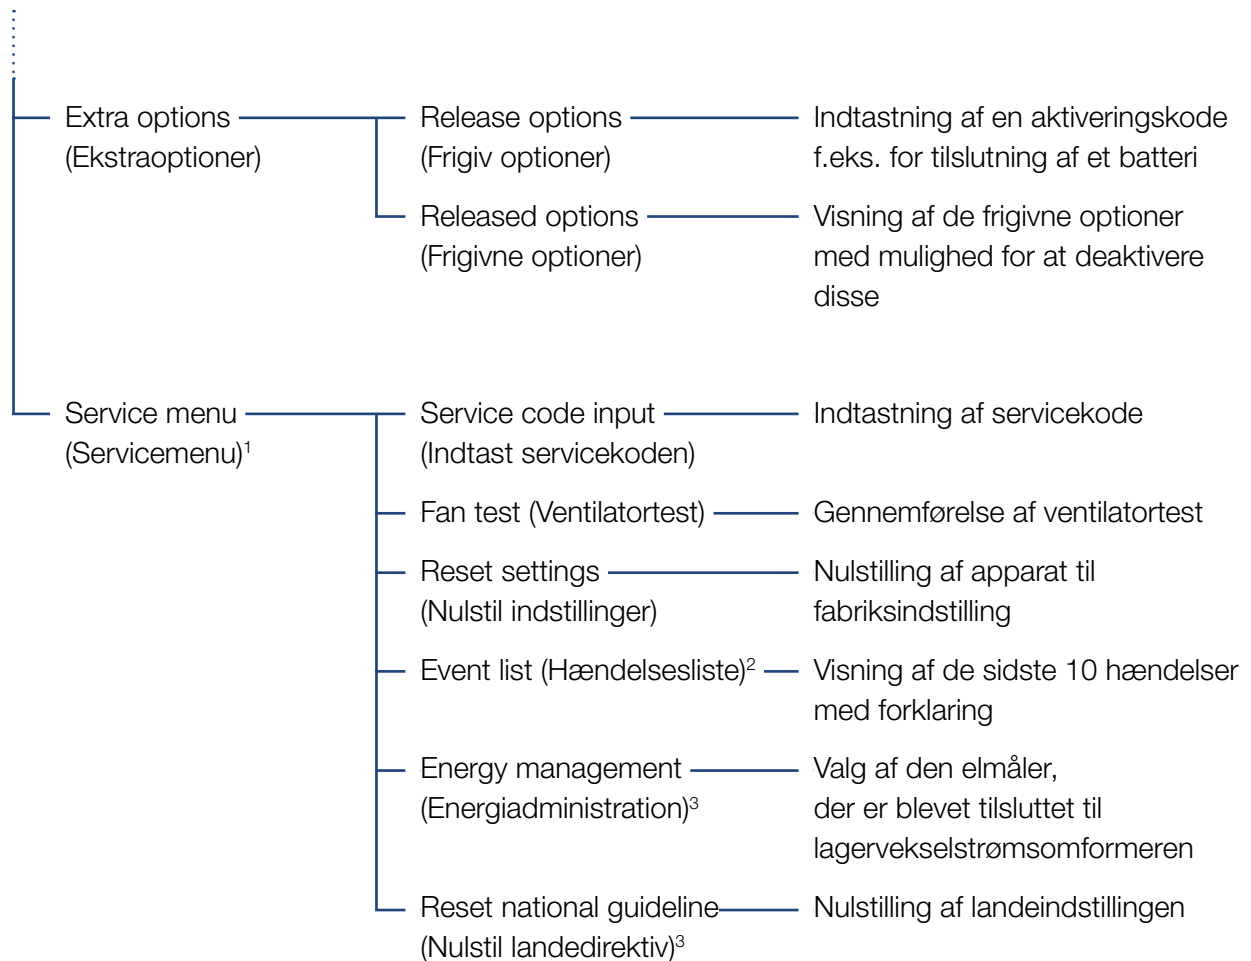 Extra options
(Ekstraoptioner)
Release options
(Frigiv optioner)
Indtastning af en aktiveringskode
f.eks. for tilslutning af et batteri
Released options
(Frigivne optioner)
Visning af de frigivne optioner
med mulighed for at deaktivere
disse
Service menu
(Servicemenu)¹
Service code input
(Indtast servicekoden)
Indtastning af servicekode
Fan test (Ventilatortest)
Gennemførelse af ventilatortest
Reset settings
(Nulstil indstillinger)
Nulstilling af apparat til
fabriksindstilling
Event list (Hændelsesliste)²
Visning af de sidste 10 hændelser
med forklaring
Energy management
(Energiadministration)³
Valg af den elmåler,
der er blevet tilsluttet til
lagervekselstrømsomformeren
Reset national guideline
(Nulstil landedirektiv)³
Nulstilling af landeindstillingen